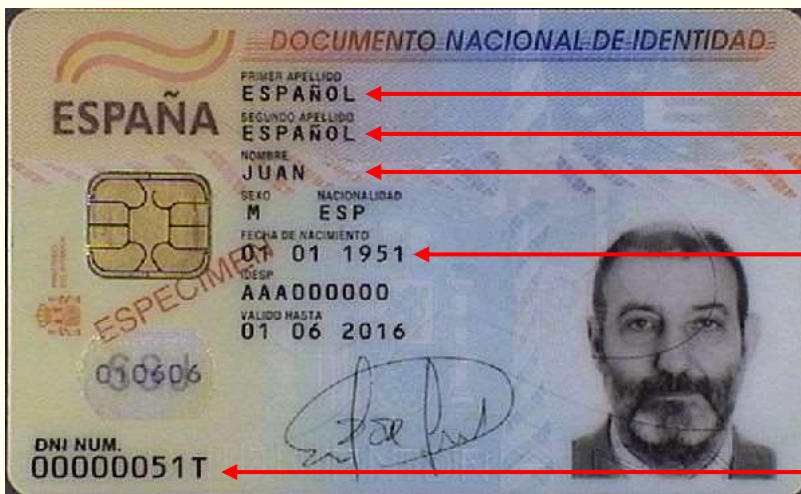 DOCUMENTO NACIONAL DE IDENTIDAD
ESPAÑA
PRIMER APELLIDO
ESPAÑOL
SEGUNDO APELLIDO
ESPAÑOL
NOMBRE
JUAN
SEXO NACIONALIDAD
M ESP
FECHA DE NACIMIENTO
01 01 1951
IDESP
AAA000000
VALIDO HASTA
01 06 2016
ESPECIMEN
010606
DNI NUM.
00000051T